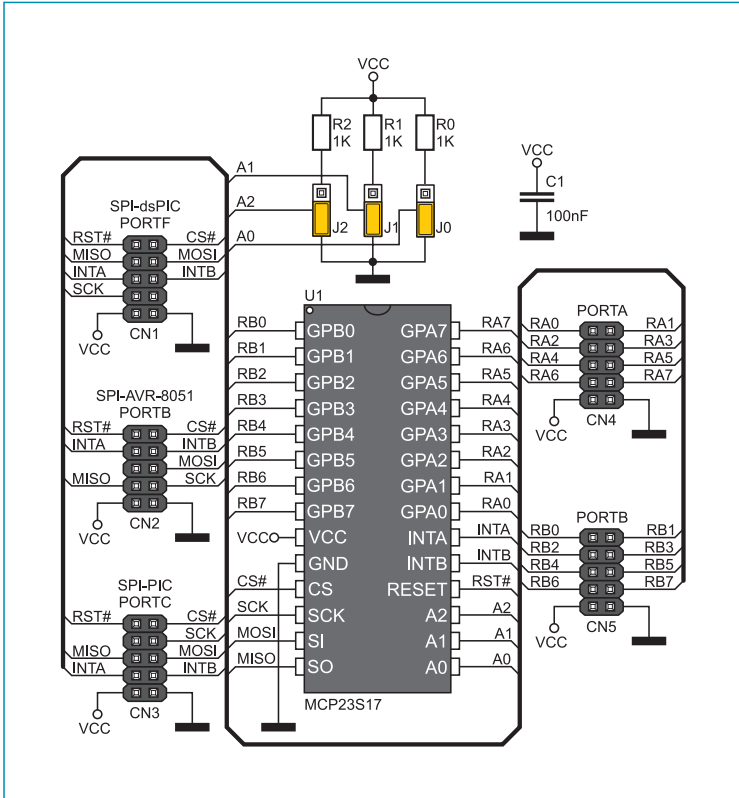 VCC
R2
1K
R1
1K
R0
1K
VCC
C1
100nF
A1
A2
A0
J2
J1
J0
SPI-dsPIC
PORTF
RST#
CS#
MISO
MOSI
INTA
INTB
SCK
VCC
CN1
SPI-AVR-8051
PORTB
RST#
CS#
INTA
INTB
MOSI
MISO
SCK
VCC
CN2
SPI-PIC
PORTC
RST#
CS#
SCK
MISO
MOSI
INTA
INTB
VCC
CN3
U1
RB0 GPB0 GPA7 RA7
RB1 GPB1 GPA6 RA6
RB2 GPB2 GPA5 RA5
RB3 GPB3 GPA4 RA4
RB4 GPB4 GPA3 RA3
RB5 GPB5 GPA2 RA2
RB6 GPB6 GPA1 RA1
RB7 GPB7 GPA0 RA0
VCC VCC INTA INTA
GND INTB INTB
CS# CS RESET RST#
SCK SCK A2 A2
MOSI SI A1 A1
MISO SO A0 A0
MCP23S17
PORTA
RA0 RA1
RA2 RA3
RA4 RA5
RA6 RA7
VCC
CN4
PORTB
RB0 RB1
RB2 RB3
RB4 RB5
RB6 RB7
VCC
CN5